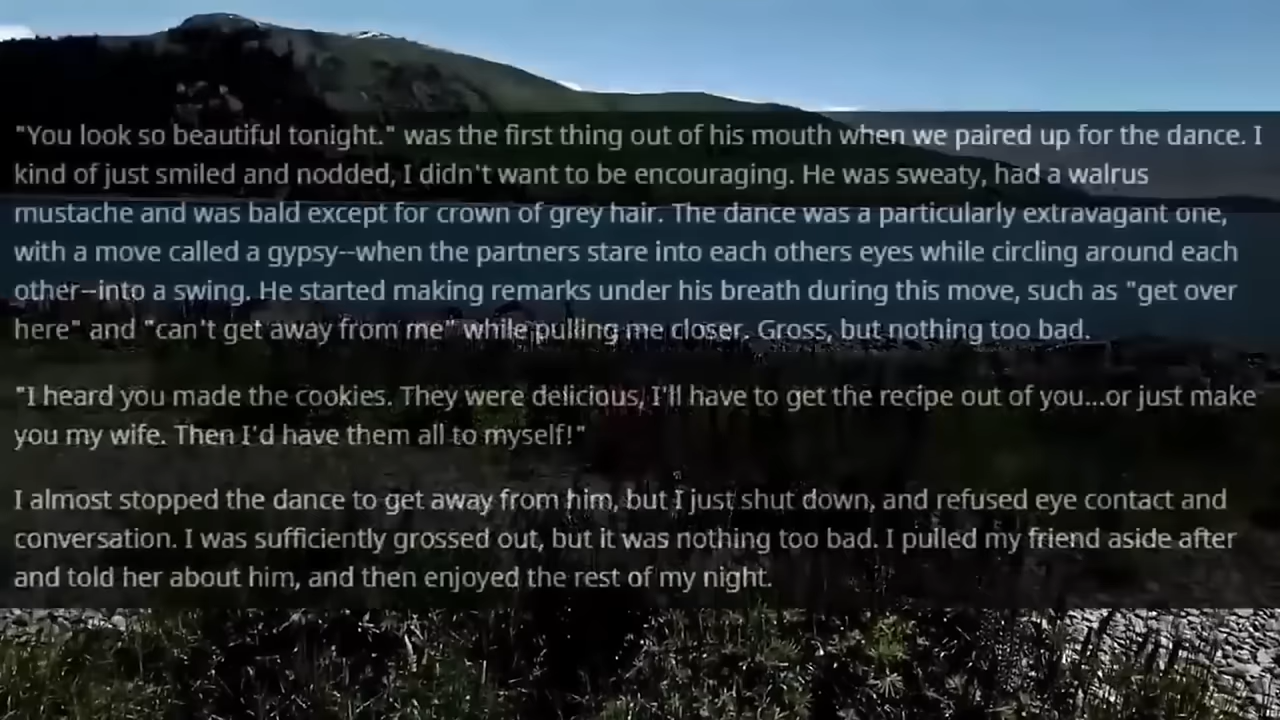 "You look so beautiful tonight." was the first thing out of his mouth when we paired up for the dance. I
kind of just smiled and nodded, I didn't want to be encouraging. He was sweaty, had a walrus
mustache and was bald except for crown of grey hair. The dance was a particularly extravagant one,
with a move called a gypsy--when the partners stare into each others eyes while circling around each
other--into a swing. He started making remarks under his breath during this move, such as "get over
here" and "can't get away from me" while pulling me closer. Gross, but nothing too bad.
"I heard you made the cookies. They were delicious, I'll have to get the recipe out of you...or just make
you my wife. Then I'd have them all to myself!"
I almost stopped the dance to get away from him, but I just shut down, and refused eye contact and
conversation. I was sufficiently grossed out, but it was nothing too bad. I pulled my friend aside after
and told her about him, and then enjoyed the rest of my night.